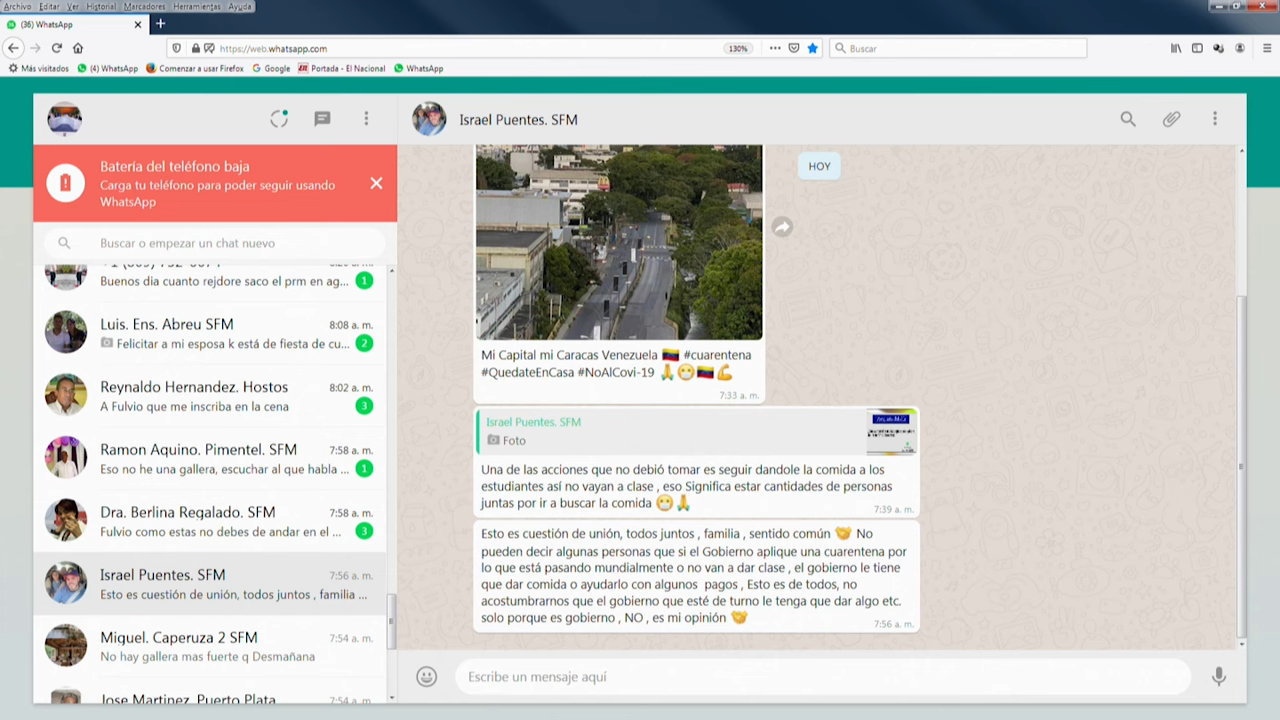 Archivo Editar Ver Historial Marcadores Herramientas Ayuda
(36) WhatsApp
https://web.whatsapp.com
130%
Buscar
Más visitados
(4) WhatsApp
Comenzar a usar Firefox
Google
Portada - El Nacional
WhatsApp
Batería del teléfono baja
Carga tu teléfono para poder seguir usando
WhatsApp
Buscar o empezar un chat nuevo
Buenos dia cuanto rejdore saco el prm en ag...
1
Luis. Ens. Abreu SFM
8:08 a. m.
Felicitar a mi esposa k está de fiesta de cu...
2
Reynaldo Hernandez. Hostos
8:02 a. m.
A Fulvio que me inscriba en la cena
3
Ramon Aquino. Pimentel. SFM
7:58 a. m.
Eso no he una gallera, escuchar al que habla ...
1
Dra. Berlina Regalado. SFM
7:58 a. m.
Fulvio como estas no debes de andar en el ...
3
Israel Puentes. SFM
7:56 a. m.
Esto es cuestión de unión, todos juntos , familia ...
Miquel. Caperuza 2 SFM
7:54 a. m.
No hay gallera mas fuerte q Desmañana
Jose Martinez. Puerto Plata
7:54 a. m.
Israel Puentes. SFM
HOY
Mi Capital mi Caracas Venezuela 🇻🇪 #cuarentena
#QuedateEnCasa #NoAlCovi-19 🙏😷🇻🇪💪
7:33 a. m.
Israel Puentes. SFM
Foto
Una de las acciones que no debió tomar es seguir dandole la comida a los
estudiantes así no vayan a clase , eso Significa estar cantidades de personas
juntas por ir a buscar la comida 😷🙏
7:39 a. m.
Esto es cuestión de unión, todos juntos , familia , sentido común 🤝 No
pueden decir algunas personas que si el Gobierno aplique una cuarentena por
lo que está pasando mundialmente o no van a dar clase , el gobierno le tiene
que dar comida o ayudarlo con algunos pagos , Esto es de todos, no
acostumbrarnos que el gobierno que esté de turno le tenga que dar algo etc.
solo porque es gobierno , NO , es mi opinión 🤝
7:56 a. m.
Escribe un mensaje aquí